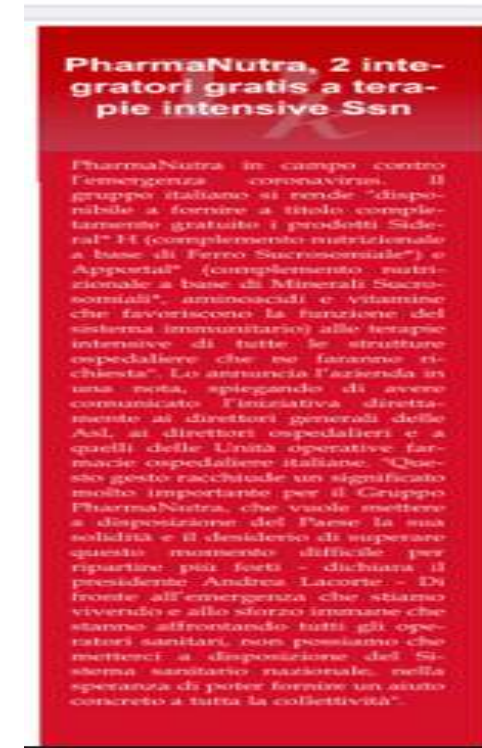 PharmaNutra, 2 inte-
gratori gratis a tera-
pie intensive Ssn
PharmaNutra in campo contro
l'emergenza coronavirus. Il
gruppo italiano si rende "dispo-
nibile a fornire a titolo comple-
tamente gratuito i prodotti Side-
ral® H (complemento nutrizionale
a base di Ferro Sucrosomiale®) e
Apportal® (complemento nutri-
zionale a base di Minerali Sucro-
somiali®, aminoacidi e vitamine
che favoriscono la funzione del
sistema immunitario) alle terapie
intensive di tutte le strutture
ospedaliere che ne faranno ri-
chiesta". Lo annuncia l'azienda in
una nota, spiegando di avere
comunicato l'iniziativa diretta-
mente ai direttori generali delle
Asl, ai direttori ospedalieri e a
quelli delle Unità operative far-
macie ospedaliere italiane. "Que-
sto gesto racchiude un significato
molto importante per il Gruppo
PharmaNutra, che vuole mettere
a disposizione del Paese la sua
solidità e il desiderio di superare
questo momento difficile per
ripartire più forti - dichiara il
presidente Andrea Lacorte - Di
fronte all'emergenza che stiamo
vivendo e allo sforzo immane che
stanno affrontando tutti gli ope-
ratori sanitari, non possiamo che
metterci a disposizione del Si-
stema sanitario nazionale, nella
speranza di poter fornire un aiuto
concreto a tutta la collettività".